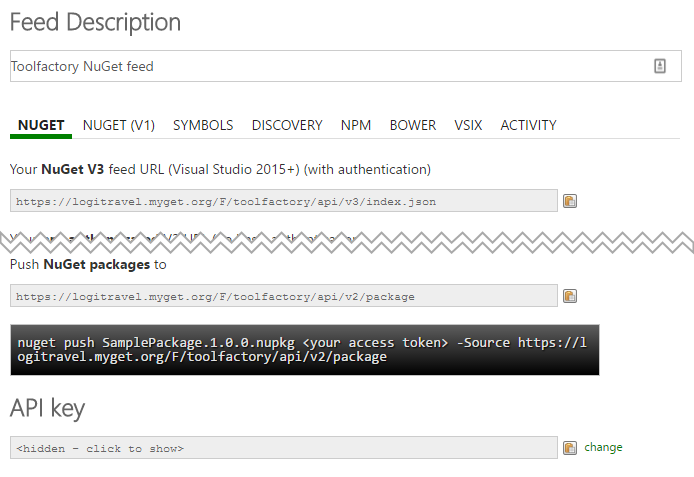 Feed Description
Toolfactory NuGet feed
NUGET NUGET (V1) SYMBOLS DISCOVERY NPM BOWER VSIX ACTIVITY
Your NuGet V3 feed URL (Visual Studio 2015+) (with authentication)
https://logitravel.myget.org/F/toolfactory/api/v3/index.json
Push NuGet packages to
https://logitravel.myget.org/F/toolfactory/api/v2/package
nuget push SamplePackage.1.0.0.nupkg <your access token> -Source https://l
ogitravel.myget.org/F/toolfactory/api/v2/package
API key
<hidden - click to show> change